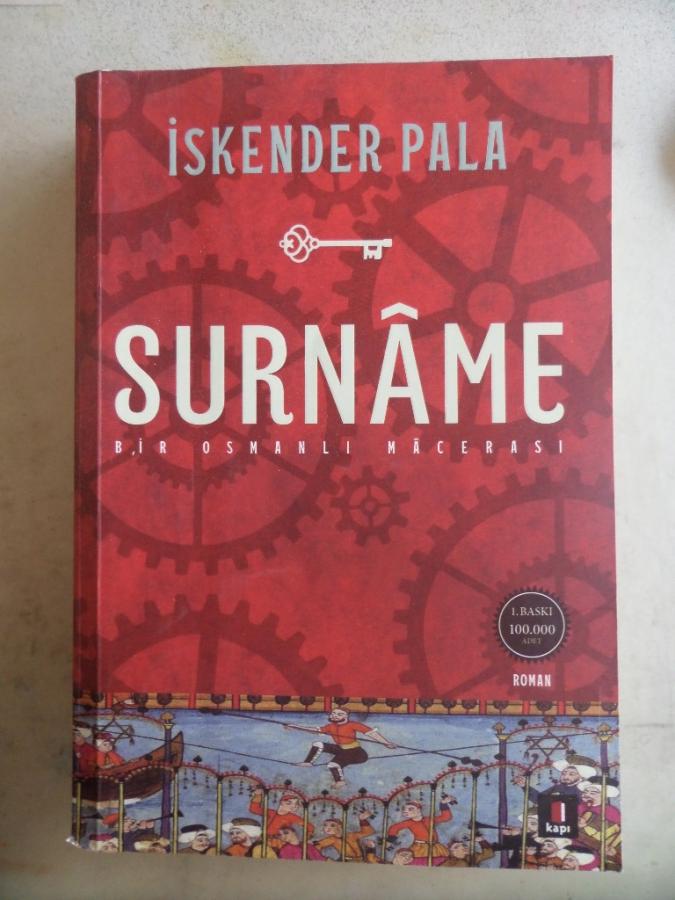 İSKENDER PALA
SURNÂME
BİR OSMANLI MÂCERASI
1. BASKI
100.000
ADET
ROMAN
kapı